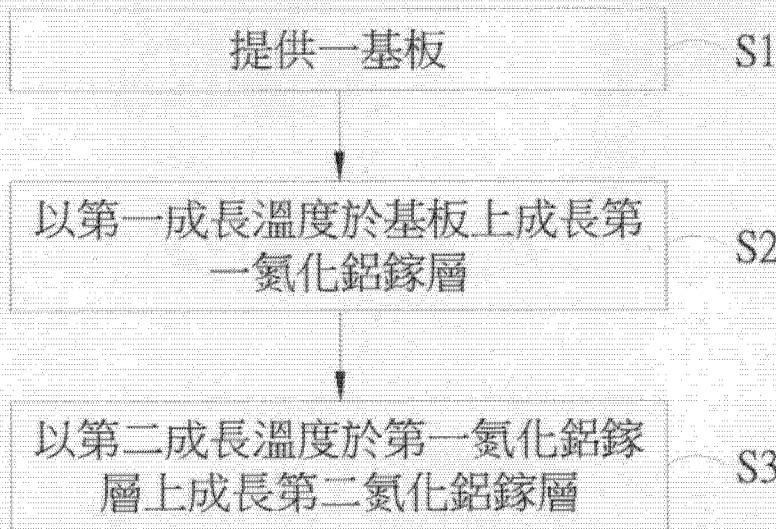 提供一基板
S1
以第一成長溫度於基板上成長第
一氮化鋁鎵層
S2
以第二成長溫度於第一氮化鋁鎵
層上成長第二氮化鋁鎵層
S3